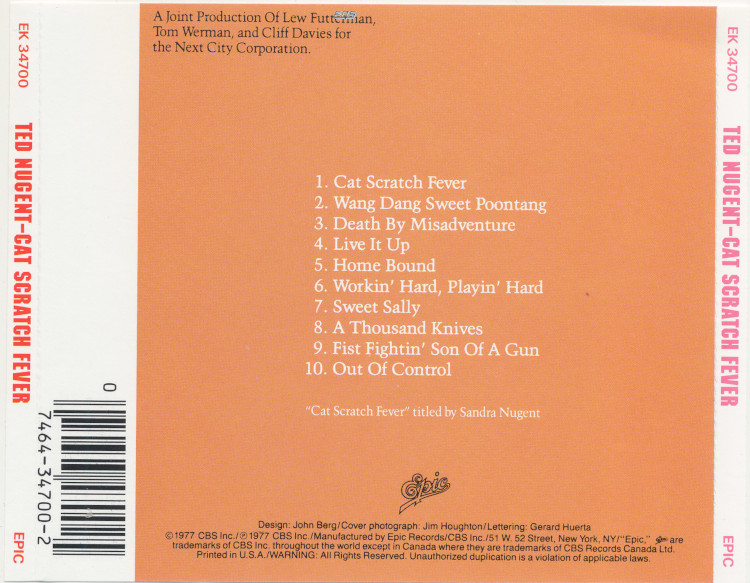 A Joint Production Of Lew Futterman,
Tom Werman, and Cliff Davies for
the Next City Corporation.
EK 34700
TED NUGENT–CAT SCRATCH FEVER
EPIC
0
7464-34700-2
1. Cat Scratch Fever
2. Wang Dang Sweet Poontang
3. Death By Misadventure
4. Live It Up
5. Home Bound
6. Workin' Hard, Playin' Hard
7. Sweet Sally
8. A Thousand Knives
9. Fist Fightin' Son Of A Gun
10. Out Of Control
"Cat Scratch Fever" titled by Sandra Nugent
Epic
Design: John Berg/Cover photograph: Jim Houghton/Lettering: Gerard Huerta
©1977 CBS Inc./℗ 1977 CBS Inc./Manufactured by Epic Records/CBS Inc./51 W. 52 Street, New York, NY/"Epic," Epic are
trademarks of CBS Inc. throughout the world except in Canada where they are trademarks of CBS Records Canada Ltd.
Printed in U.S.A./WARNING: All Rights Reserved. Unauthorized duplication is a violation of applicable laws.
EK 34700
TED NUGENT–CAT SCRATCH FEVER
EPIC